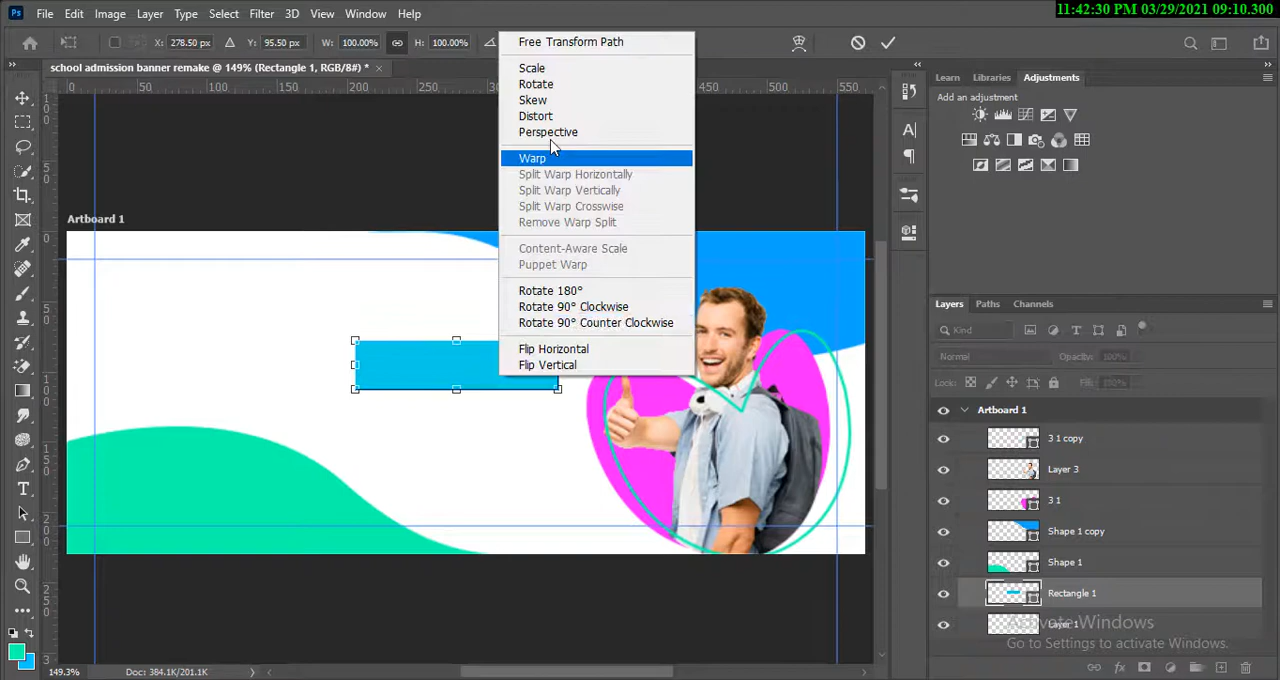 11:42:30 PM 03/29/2021 09:10.300
Ps File Edit Image Layer Type Select Filter 3D View Window Help
X: 278.50 px Y: 95.50 px W: 100.00% H: 100.00%
school admission banner remake @ 149% (Rectangle 1, RGB/8#) *
0 50 100 150 200 250 300 450 500 550
Free Transform Path
Scale
Rotate
Skew
Distort
Perspective
Warp
Split Warp Horizontally
Split Warp Vertically
Split Warp Crosswise
Remove Warp Split
Content-Aware Scale
Puppet Warp
Rotate 180°
Rotate 90° Clockwise
Rotate 90° Counter Clockwise
Flip Horizontal
Flip Vertical
Artboard 1
Learn Libraries Adjustments
Add an adjustment
Layers Paths Channels
Kind
Normal Opacity: 100%
Lock: Fill: 100%
Artboard 1
3 1 copy
Layer 3
3 1
Shape 1 copy
Shape 1
Rectangle 1
Layer 1
Activate Windows
Go to Settings to activate Windows.
149.3% Doc: 384.1K/201.1K